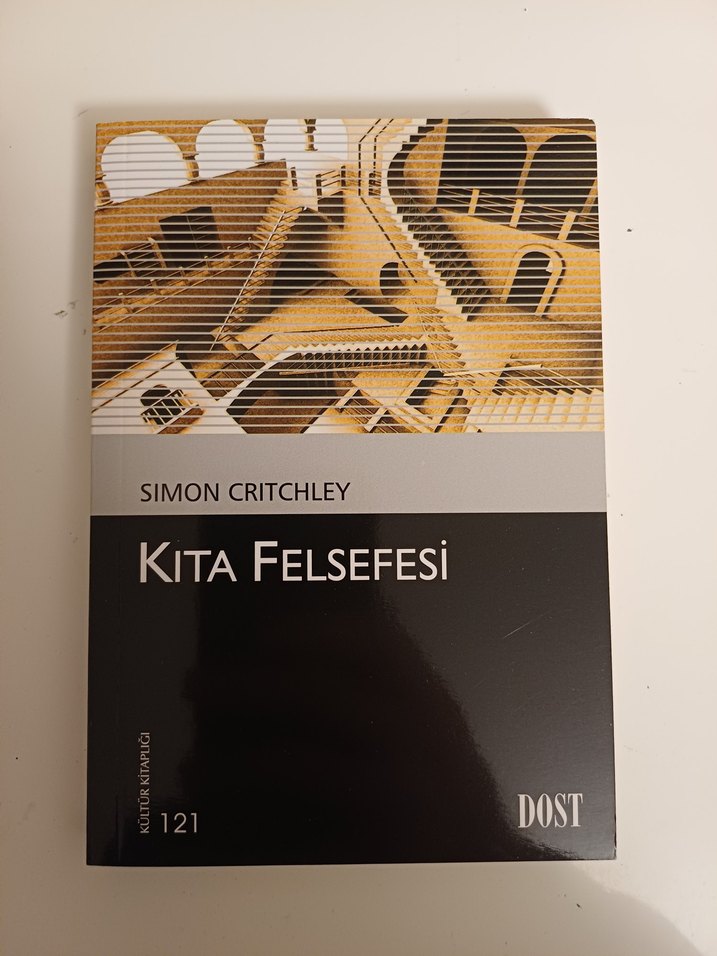 SIMON CRITCHLEY
KITA FELSEFESİ
KÜLTÜR KİTAPLIĞI
121
DOST